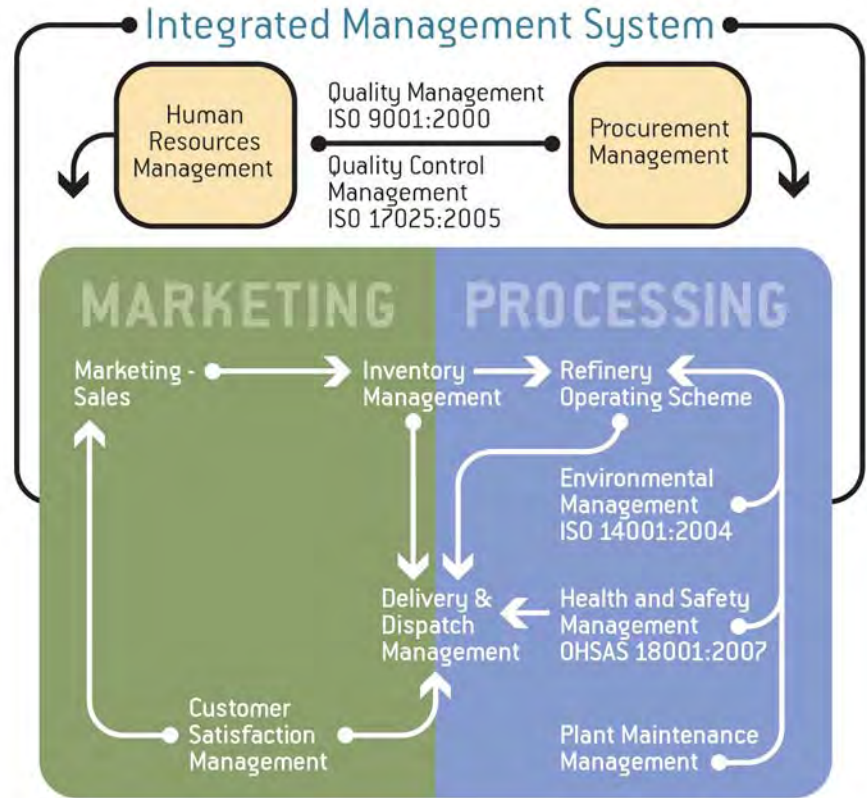 Integrated Management System
Human
Resources
Management
Quality Management
ISO 9001:2000
Quality Control
Management
ISO 17025:2005
Procurement
Management
MARKETING
PROCESSING
Marketing -
Sales
Inventory
Management
Refinery
Operating Scheme
Environmental
Management
ISO 14001:2004
Delivery &
Dispatch
Management
Health and Safety
Management
OHSAS 18001:2007
Customer
Satisfaction
Management
Plant Maintenance
Management